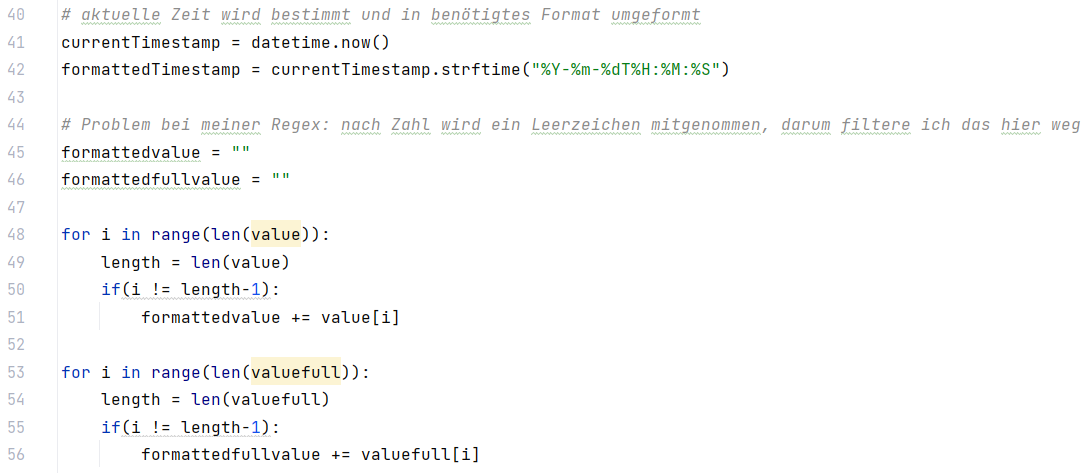 40 # aktuelle Zeit wird bestimmt und in benötigtes Format umgeformt
41 currentTimestamp = datetime.now()
42 formattedTimestamp = currentTimestamp.strftime("%Y-%m-%dT%H:%M:%S")
43
44 # Problem bei meiner Regex: nach Zahl wird ein Leerzeichen mitgenommen, darum filtere ich das hier weg
45 formattedvalue = ""
46 formattedfullvalue = ""
47
48 for i in range(len(value)):
49     length = len(value)
50     if(i != length-1):
51         formattedvalue += value[i]
52
53 for i in range(len(valuefull)):
54     length = len(valuefull)
55     if(i != length-1):
56         formattedfullvalue += valuefull[i]